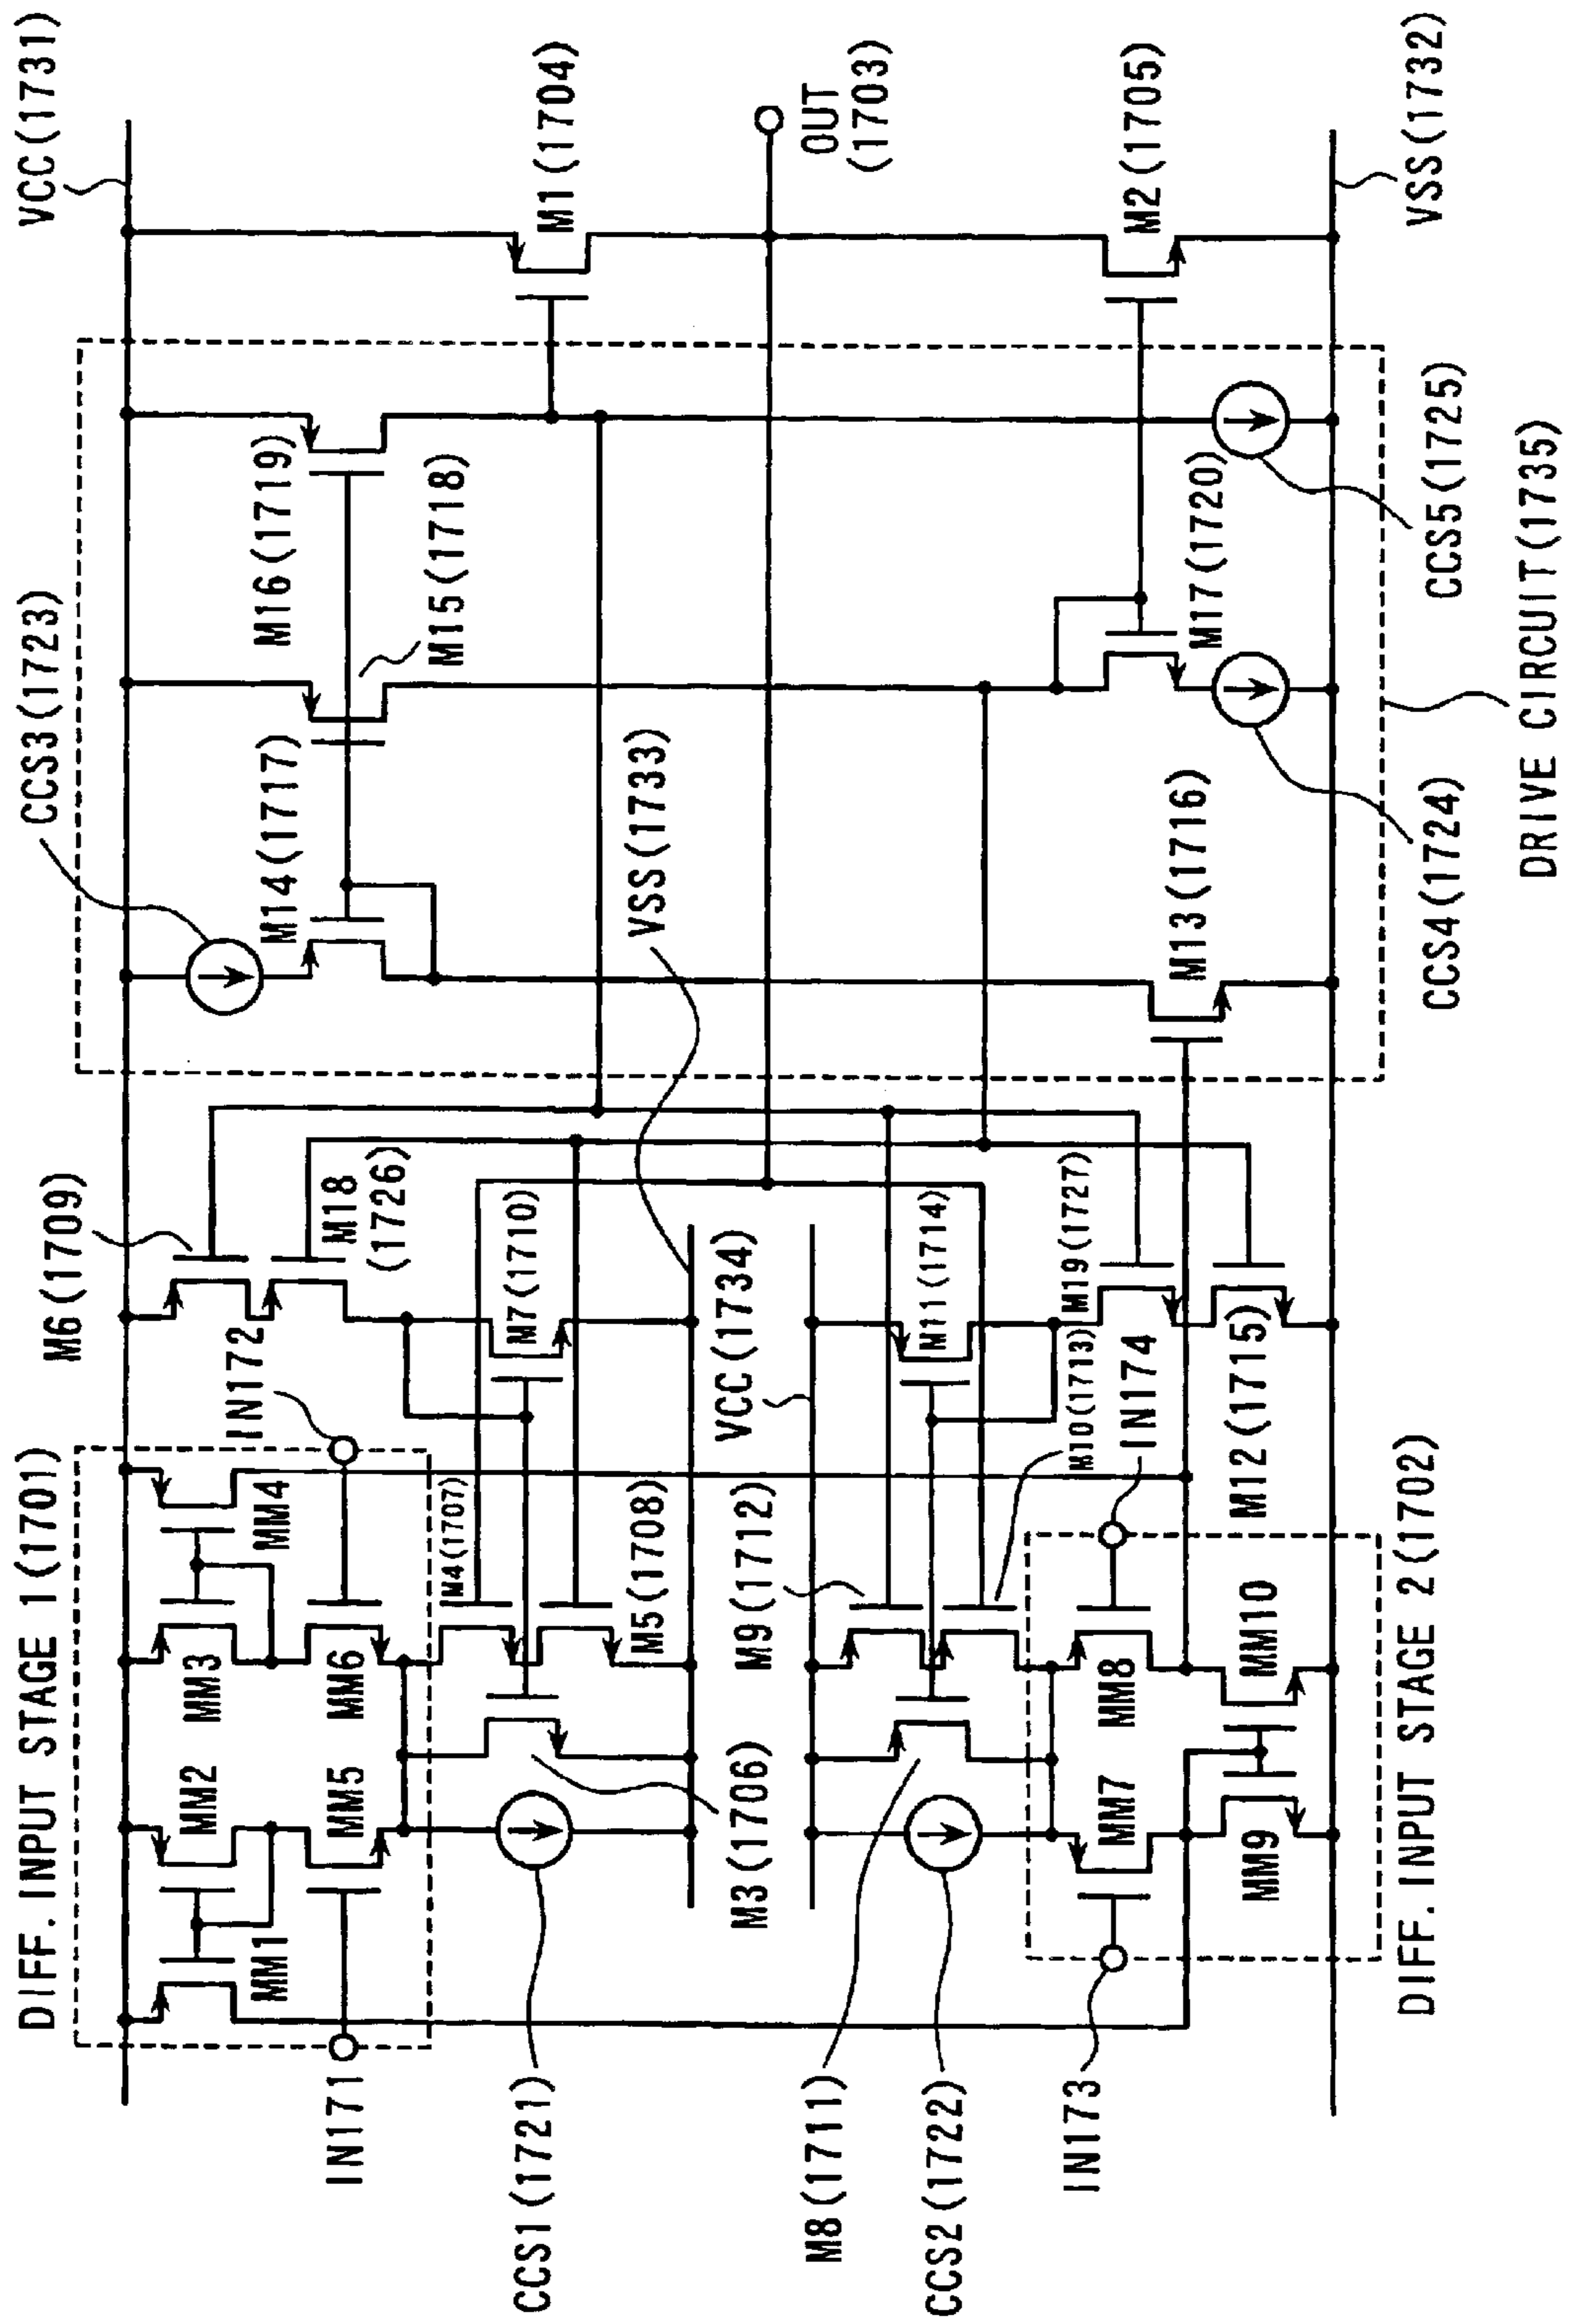 DIFF. INPUT STAGE 1 (1701)
M6 (1709)
CCS3 (1723)
VCC (1731)
MM1
MM2
MM3
MM4
IN172
M18
(1726)
M14 (1717)
M16 (1719)
M15 (1718)
M1 (1704)
IN171
MM5
MM6
M4 (1707)
M7 (1710)
VSS (1733)
CCS1 (1721)
M3 (1706)
M5 (1708)
VCC (1734)
OUT
(1703)
M8 (1711)
M9 (1712)
M11 (1714)
CCS2 (1722)
M10 (1713)
M19 (1727)
IN173
MM7
MM8
IN174
M13 (1716)
M17 (1720)
M2 (1705)
MM9
MM10
M12 (1715)
DIFF. INPUT STAGE 2 (1702)
CCS4 (1724)
CCS5 (1725)
VSS (1732)
DRIVE CIRCUIT (1735)